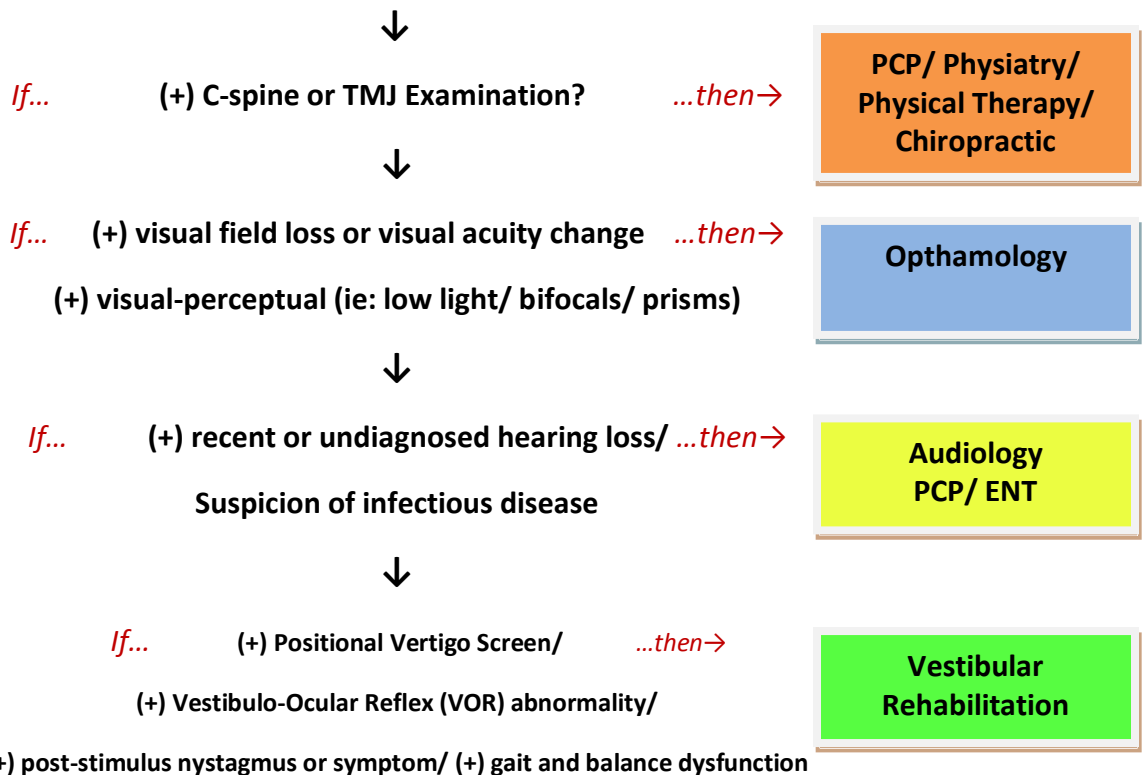 ↓
If... (+) C-spine or TMJ Examination? ...then→
PCP/ Physiatry/
Physical Therapy/
Chiropractic
↓
If... (+) visual field loss or visual acuity change ...then→
(+) visual-perceptual (ie: low light/ bifocals/ prisms)
Opthamology
↓
If... (+) recent or undiagnosed hearing loss/ ...then→
Suspicion of infectious disease
Audiology
PCP/ ENT
↓
If... (+) Positional Vertigo Screen/ ...then→
(+) Vestibulo-Ocular Reflex (VOR) abnormality/
+) post-stimulus nystagmus or symptom/ (+) gait and balance dysfunction
Vestibular
Rehabilitation